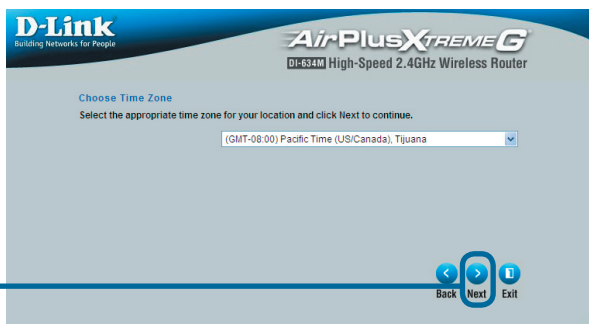 D-Link
Building Networks for People
AirPlusXTREMEG
DI-634M High-Speed 2.4GHz Wireless Router
Choose Time Zone
Select the appropriate time zone for your location and click Next to continue.
(GMT-08:00) Pacific Time (US/Canada), Tijuana
Back Next Exit